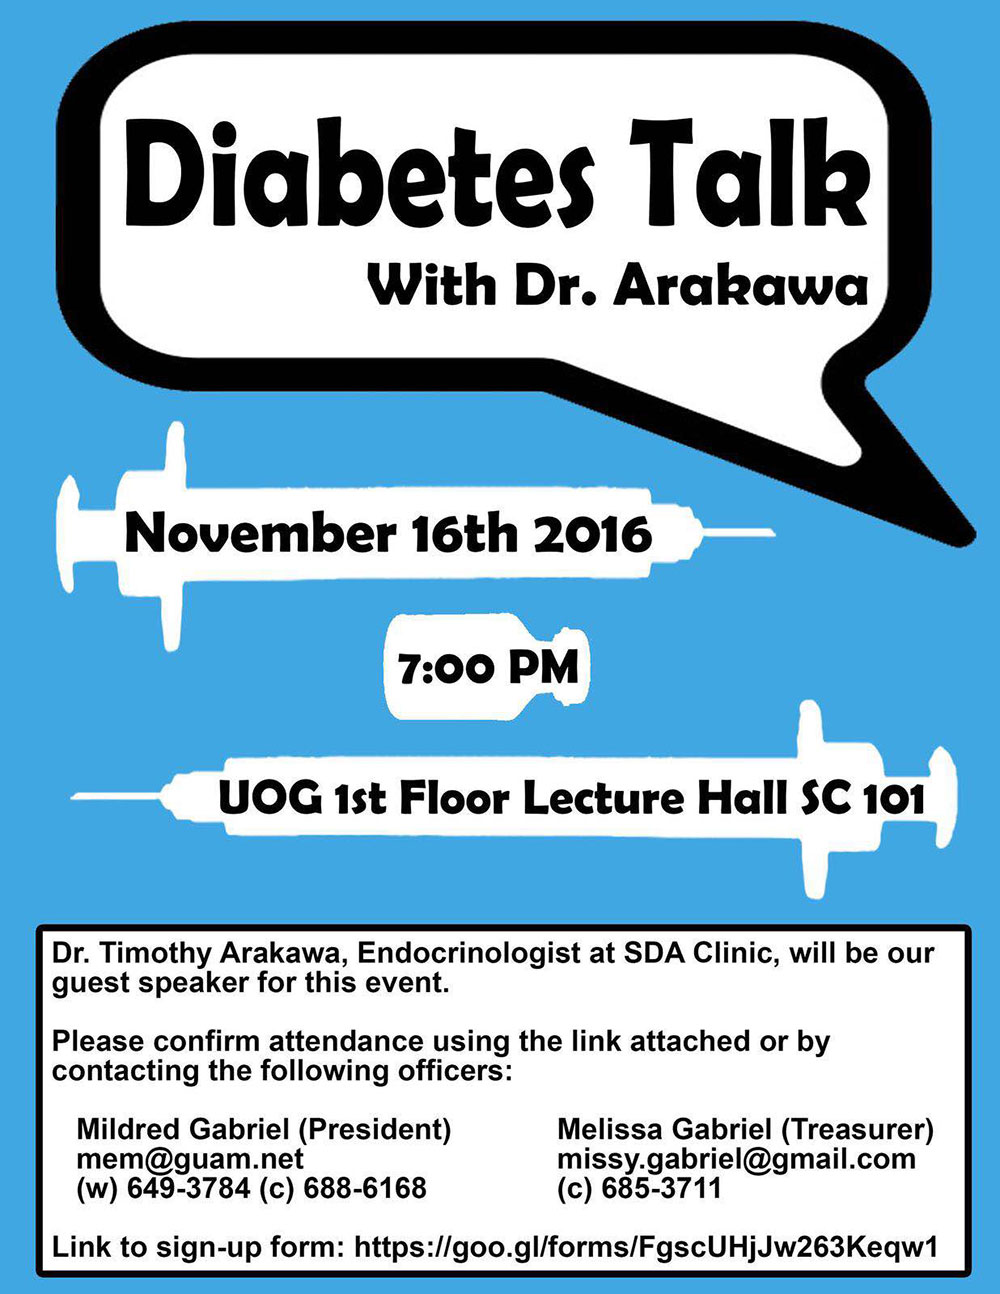 Diabetes Talk
With Dr. Arakawa
November 16th 2016
7:00 PM
UOG 1st Floor Lecture Hall SC 101
Dr. Timothy Arakawa, Endocrinologist at SDA Clinic, will be our
guest speaker for this event.
Please confirm attendance using the link attached or by
contacting the following officers:
Mildred Gabriel (President)
mem@guam.net
(w) 649-3784 (c) 688-6168
Melissa Gabriel (Treasurer)
missy.gabriel@gmail.com
(c) 685-3711
Link to sign-up form: https://goo.gl/forms/FgscUHjJw263Keqw1